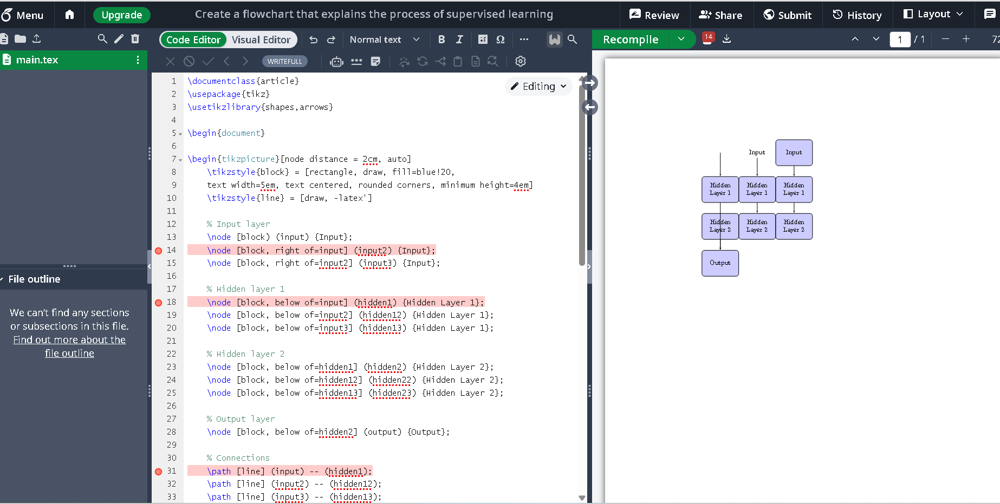 Menu
Upgrade
Create a flowchart that explains the process of supervised learning
Review
Share
Submit
History
Layout
Code Editor
Visual Editor
Normal text
B
I
Ω
Recompile
14
1
/ 1
main.tex
WRITEFULL
Editing
1 \documentclass{article}
2 \usepackage{tikz}
3 \usetikzlibrary{shapes,arrows}
4
5 \begin{document}
6
7 \begin{tikzpicture}[node distance = 2cm, auto]
8 \tikzstyle{block} = [rectangle, draw, fill=blue!20,
9 text width=5em, text centered, rounded corners, minimum height=4em]
10 \tikzstyle{line} = [draw, -latex']
11
12 % Input layer
13 \node [block) (input) {Input};
14 \node [block, right of=input] (input2) {Input};
15 \node [block, right of=input2] (input3) {Input};
16
17 % Hidden layer 1
18 \node [block, below of=input] (hidden1) {Hidden Layer 1};
19 \node [block, below of=input2] (hidden12) {Hidden Layer 1};
20 \node [block, below of=input3] (hidden13) {Hidden Layer 1};
21
22 % Hidden layer 2
23 \node [block, below of=hidden1] (hidden2) {Hidden Layer 2};
24 \node [block, below of=hidden12] (hidden22) {Hidden Layer 2};
25 \node [block, below of=hidden13] (hidden23) {Hidden Layer 2};
26
27 % Output layer
28 \node [block, below of=hidden2] (output) {Output};
29
30 % Connections
31 \path [line] (input) -- (hidden1);
32 \path [line] (input2) -- (hidden12);
33 \path [line] (input3) -- (hidden13);
File outline
We can't find any sections
or subsections in this file.
Find out more about the
file outline
Input
Input
Hidden
Layer 1
Hidden
Layer 1
Hidden
Layer 1
Hidden
Layer 2
Hidden
Layer 2
Hidden
Layer 2
Output